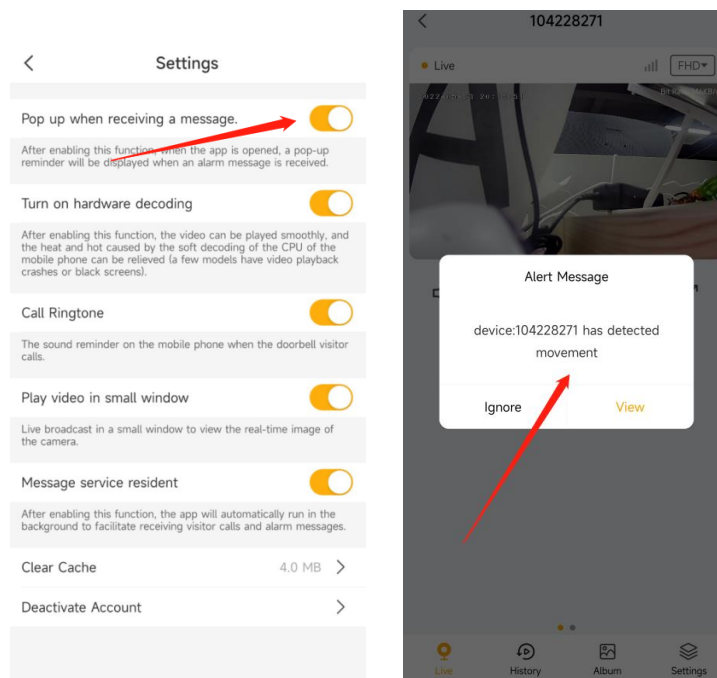 Settings
Pop up when receiving a message.
After enabling this function, when the app is opened, a pop-up
reminder will be displayed when an alarm message is received.
Turn on hardware decoding
After enabling this function, the video can be played smoothly, and
the heat and hot caused by the soft decoding of the CPU of the
mobile phone can be relieved (a few models have video playback
crashes or black screens).
Call Ringtone
The sound reminder on the mobile phone when the doorbell visitor
calls.
Play video in small window
Live broadcast in a small window to view the real-time image of
the camera.
Message service resident
After enabling this function, the app will automatically run in the
background to facilitate receiving visitor calls and alarm messages.
Clear Cache 4.0 MB
Deactivate Account
104228271
Live FHD
Alert Message
device:104228271 has detected
movement
Ignore View
Live History Album Settings